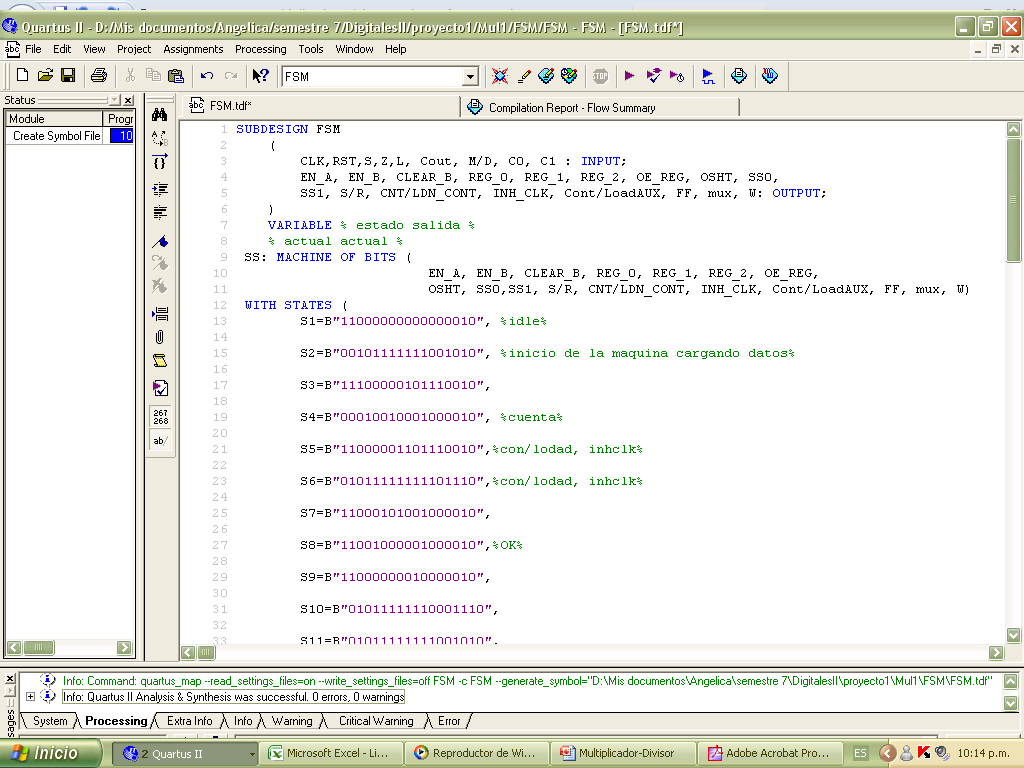 Quartus II - D:/Mis documentos/Angelica/semestre 7/DigitalesII/proyecto1/Mul1/FSM/FSM - FSM - [FSM.tdf*]
File Edit View Project Assignments Processing Tools Window Help
FSM
STOP
Status
Module Progr
Create Symbol File 10
abc FSM.tdf*
Compilation Report - Flow Summary
267
268
ab/
1 SUBDESIGN FSM
2 (
3 CLK,RST,S,Z,L, Cout, M/D, C0, C1 : INPUT;
4 EN_A, EN_B, CLEAR_B, REG_0, REG_1, REG_2, OE_REG, OSHT, SS0,
5 SS1, S/R, CNT/LDN_CONT, INH_CLK, Cont/LoadAUX, FF, mux, W: OUTPUT;
6 )
7 VARIABLE % estado salida %
8 % actual actual %
9 SS: MACHINE OF BITS (
10 EN_A, EN_B, CLEAR_B, REG_0, REG_1, REG_2, OE_REG,
11 OSHT, SS0,SS1, S/R, CNT/LDN_CONT, INH_CLK, Cont/LoadAUX, FF, mux, W)
12 WITH STATES (
13 S1=B"11000000000000010", %idle%
14
15 S2=B"00101111111001010", %inicio de la maquina cargando datos%
16
17 S3=B"11100000101110010",
18
19 S4=B"00010010001000010", %cuenta%
20
21 S5=B"11000001101110010",%con/lodad, inhclk%
22
23 S6=B"01011111111101110",%con/lodad, inhclk%
24
25 S7=B"11000101001000010",
26
27 S8=B"11001000001000010",%OK%
28
29 S9=B"11000000010000010",
30
31 S10=B"01011111110001110",
32
33 S11=B"01011111111001010",
Info: Command: quartus_map --read_settings_files=on --write_settings_files=off FSM -c FSM --generate_symbol="D:\Mis documentos\Angelica\semestre 7\DigitalesII\proyecto1\Mul1\FSM\FSM.tdf"
Info: Quartus II Analysis & Synthesis was successful. 0 errors, 0 warnings
System Processing Extra Info Info Warning Critical Warning Error
Inicio 2 Quartus II Microsoft Excel - Li... Reproductor de Wi... Multiplicador-Divisor Adobe Acrobat Pro... ES 10:14 p.m.